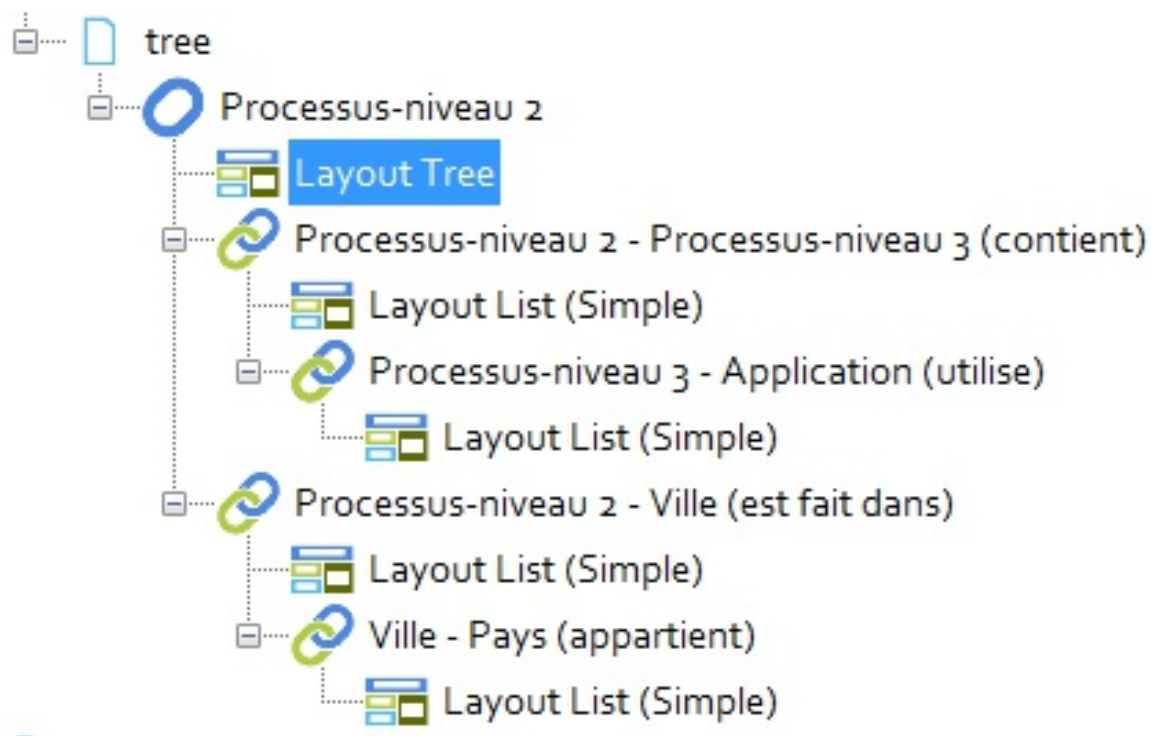 tree
Processus-niveau 2
Layout Tree
Processus-niveau 2 - Processus-niveau 3 (contient)
Layout List (Simple)
Processus-niveau 3 - Application (utilise)
Layout List (Simple)
Processus-niveau 2 - Ville (est fait dans)
Layout List (Simple)
Ville - Pays (appartient)
Layout List (Simple)